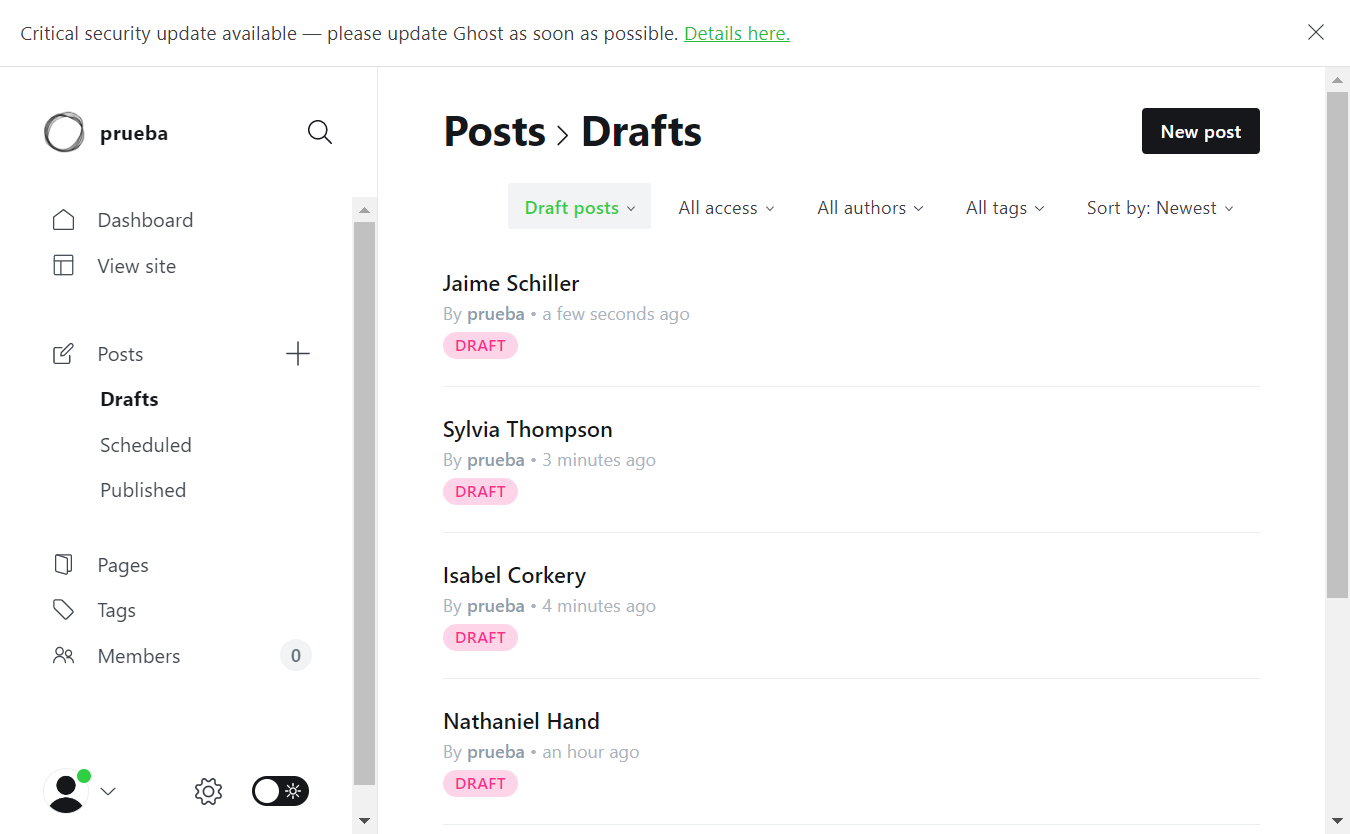 Critical security update available — please update Ghost as soon as possible. Details here.
prueba
Dashboard
View site
Posts
Drafts
Scheduled
Published
Pages
Tags
Members 0
Posts > Drafts
New post
Draft posts All access All authors All tags Sort by: Newest
Jaime Schiller
By prueba • a few seconds ago
DRAFT
Sylvia Thompson
By prueba • 3 minutes ago
DRAFT
Isabel Corkery
By prueba • 4 minutes ago
DRAFT
Nathaniel Hand
By prueba • an hour ago
DRAFT